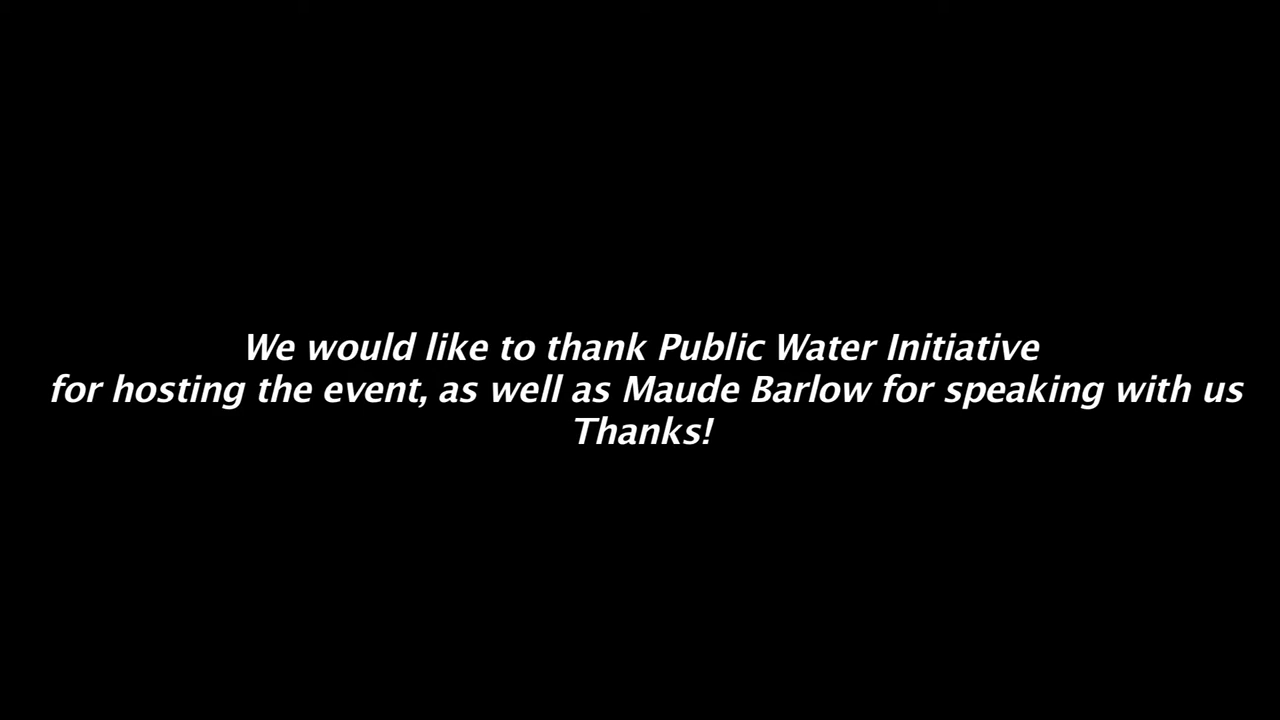 We would like to thank Public Water Initiative
for hosting the event, as well as Maude Barlow for speaking with us
Thanks!